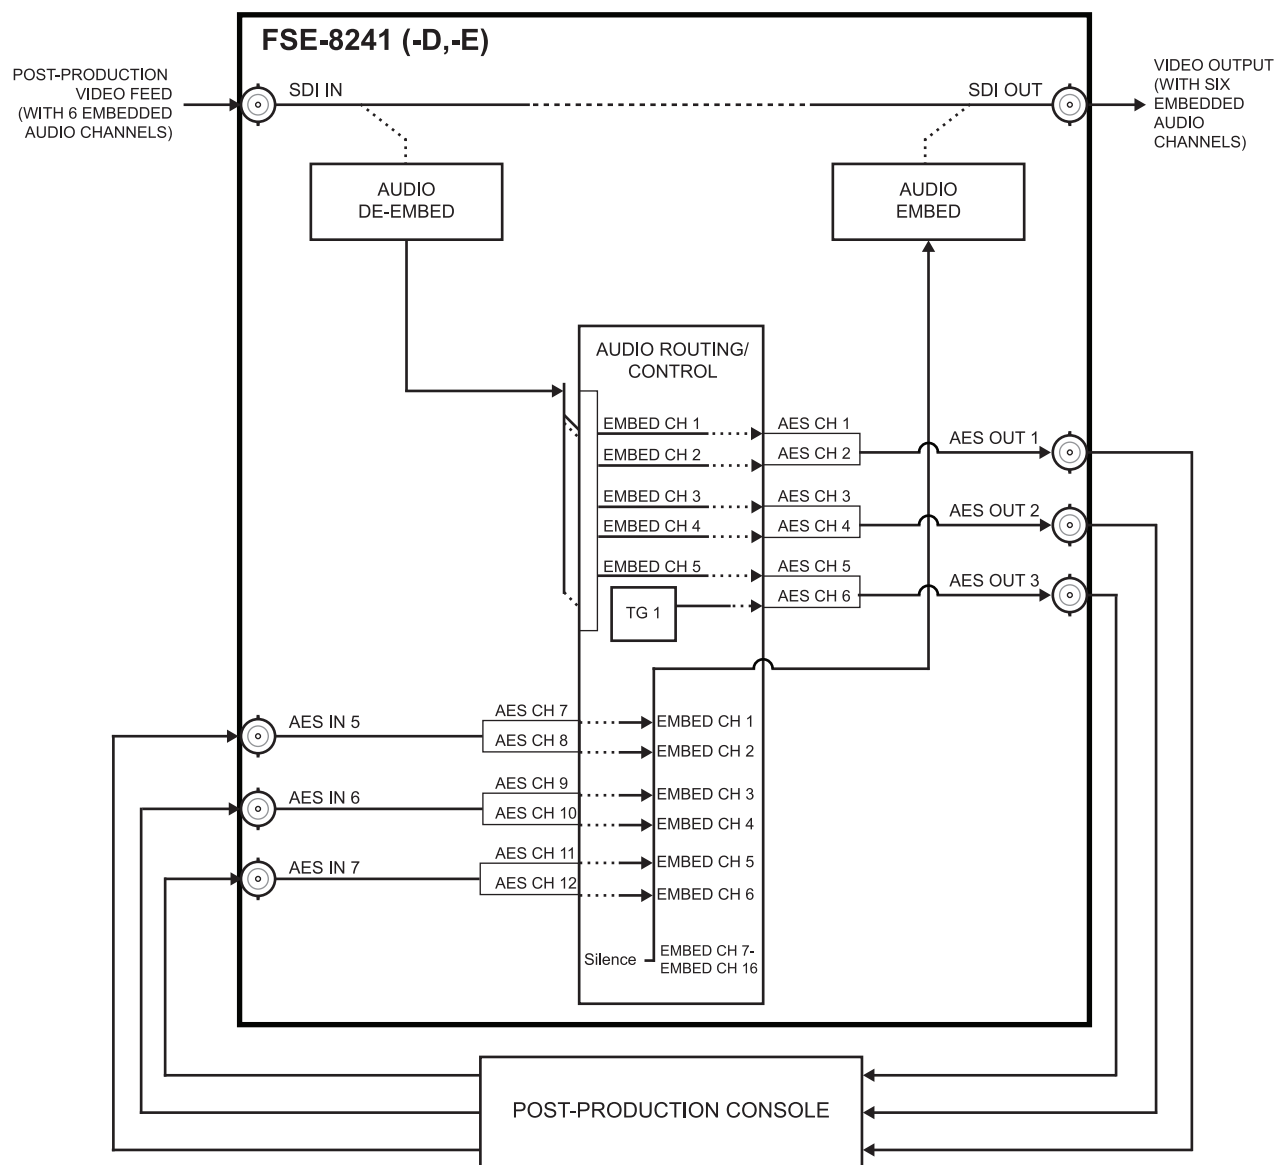 FSE-8241 (-D,-E)
POST-PRODUCTION
VIDEO FEED
(WITH 6 EMBEDDED
AUDIO CHANNELS)
SDI IN
SDI OUT
VIDEO OUTPUT
(WITH SIX
EMBEDDED
AUDIO
CHANNELS)
AUDIO
DE-EMBED
AUDIO
EMBED
AUDIO ROUTING/
CONTROL
EMBED CH 1
AES CH 1
EMBED CH 2
AES CH 2
AES OUT 1
EMBED CH 3
AES CH 3
EMBED CH 4
AES CH 4
AES OUT 2
EMBED CH 5
AES CH 5
TG 1
AES CH 6
AES OUT 3
AES IN 5
AES CH 7
EMBED CH 1
AES CH 8
EMBED CH 2
AES IN 6
AES CH 9
EMBED CH 3
AES CH 10
EMBED CH 4
AES IN 7
AES CH 11
EMBED CH 5
AES CH 12
EMBED CH 6
Silence
EMBED CH 7-
EMBED CH 16
POST-PRODUCTION CONSOLE